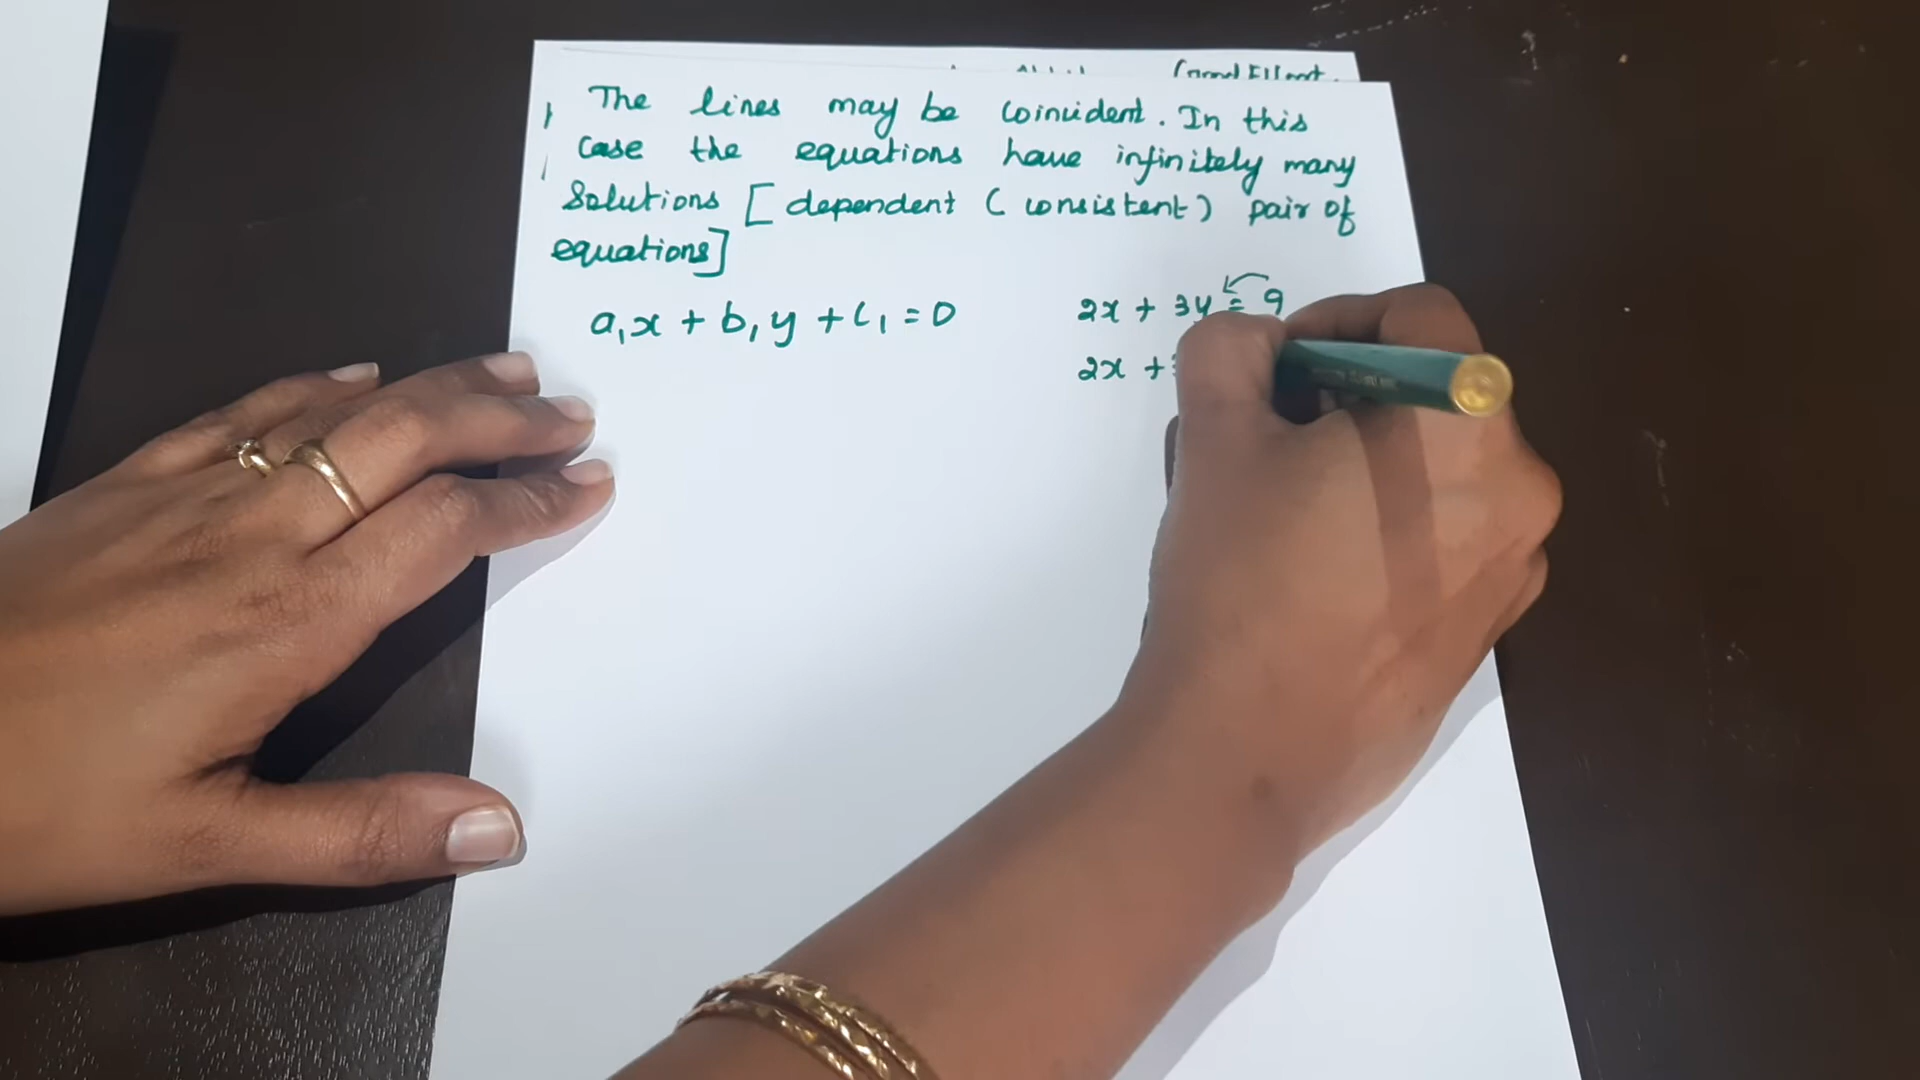 The lines may be coincident. In this
case the equations have infinitely many
Solutions [dependent (consistent) pair of
equations]
a₁x + b₁y + c₁ = 0
2x + 3y = 9
2x +